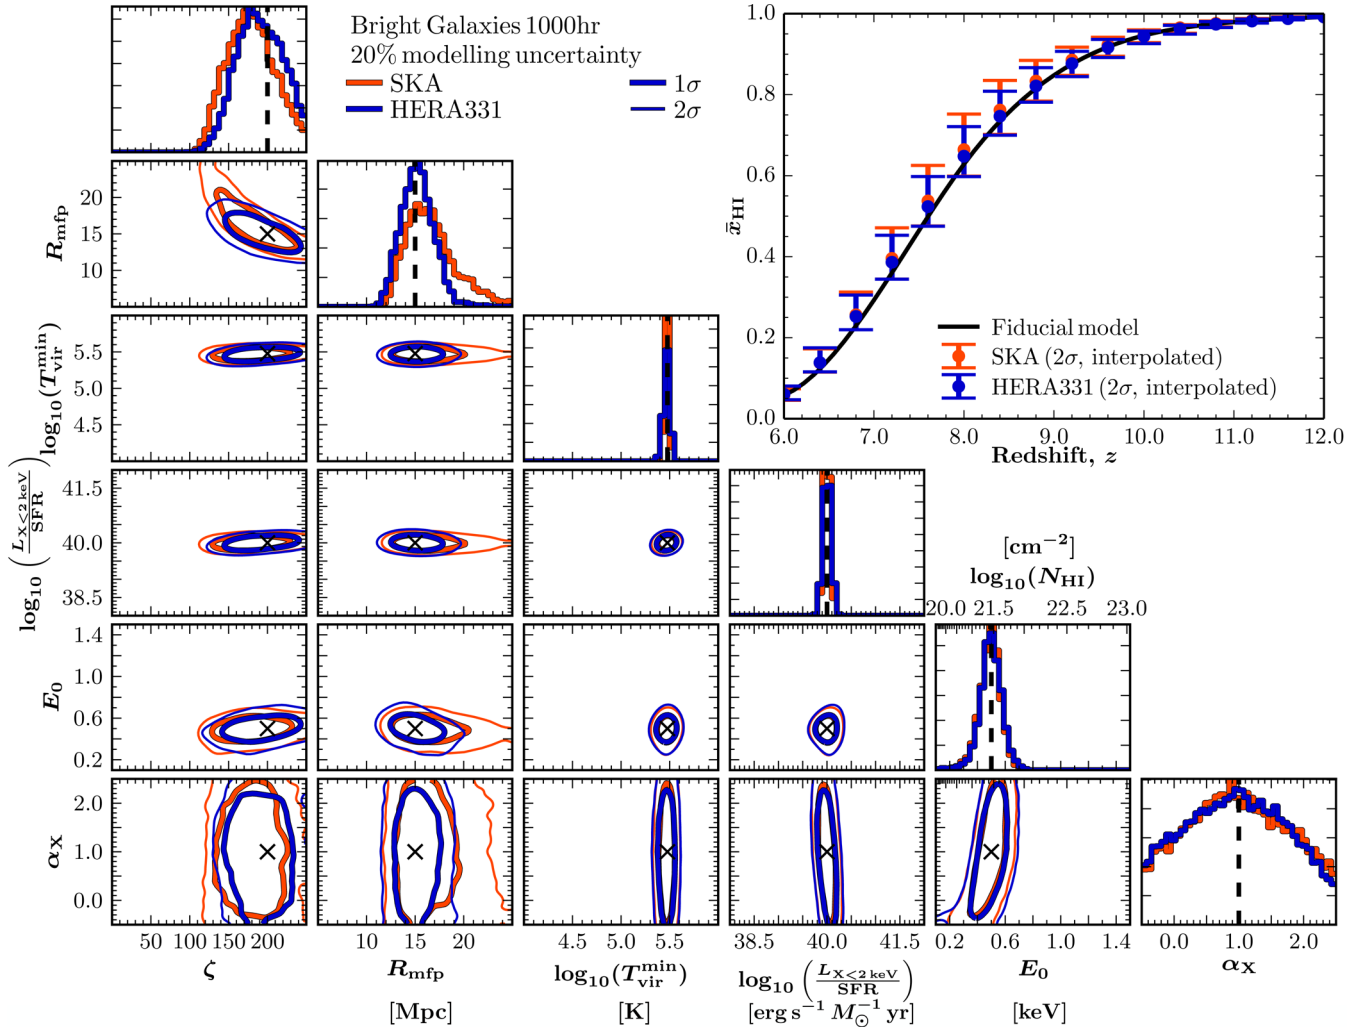 Bright Galaxies 1000hr
20% modelling uncertainty
SKA
1σ
HERA331
2σ
1.0
0.8
0.6
0.4
0.2
0.0
x̄HI
Fiducial model
SKA (2σ, interpolated)
HERA331 (2σ, interpolated)
6.0 7.0 8.0 9.0 10.0 11.0 12.0
Redshift, z
20
15
10
Rmfp
5.5
5.0
4.5
log10(T^min_vir)
41.5
40.0
38.5
log10(L_X<2 keV/SFR)
[cm−2]
log10(NHI)
20.0 21.5 22.5 23.0
1.4
1.0
0.6
0.2
E0
2.0
1.0
0.0
αX
50 100 150 200
10 15 20
4.5 5.0 5.5
38.5 40.0 41.5
0.2 0.6 1.0 1.4
0.0 1.0 2.0
ζ
Rmfp
log10(T^min_vir)
log10(L_X<2 keV/SFR)
E0
αX
[Mpc]
[K]
[erg s−1 M⊙−1 yr]
[keV]